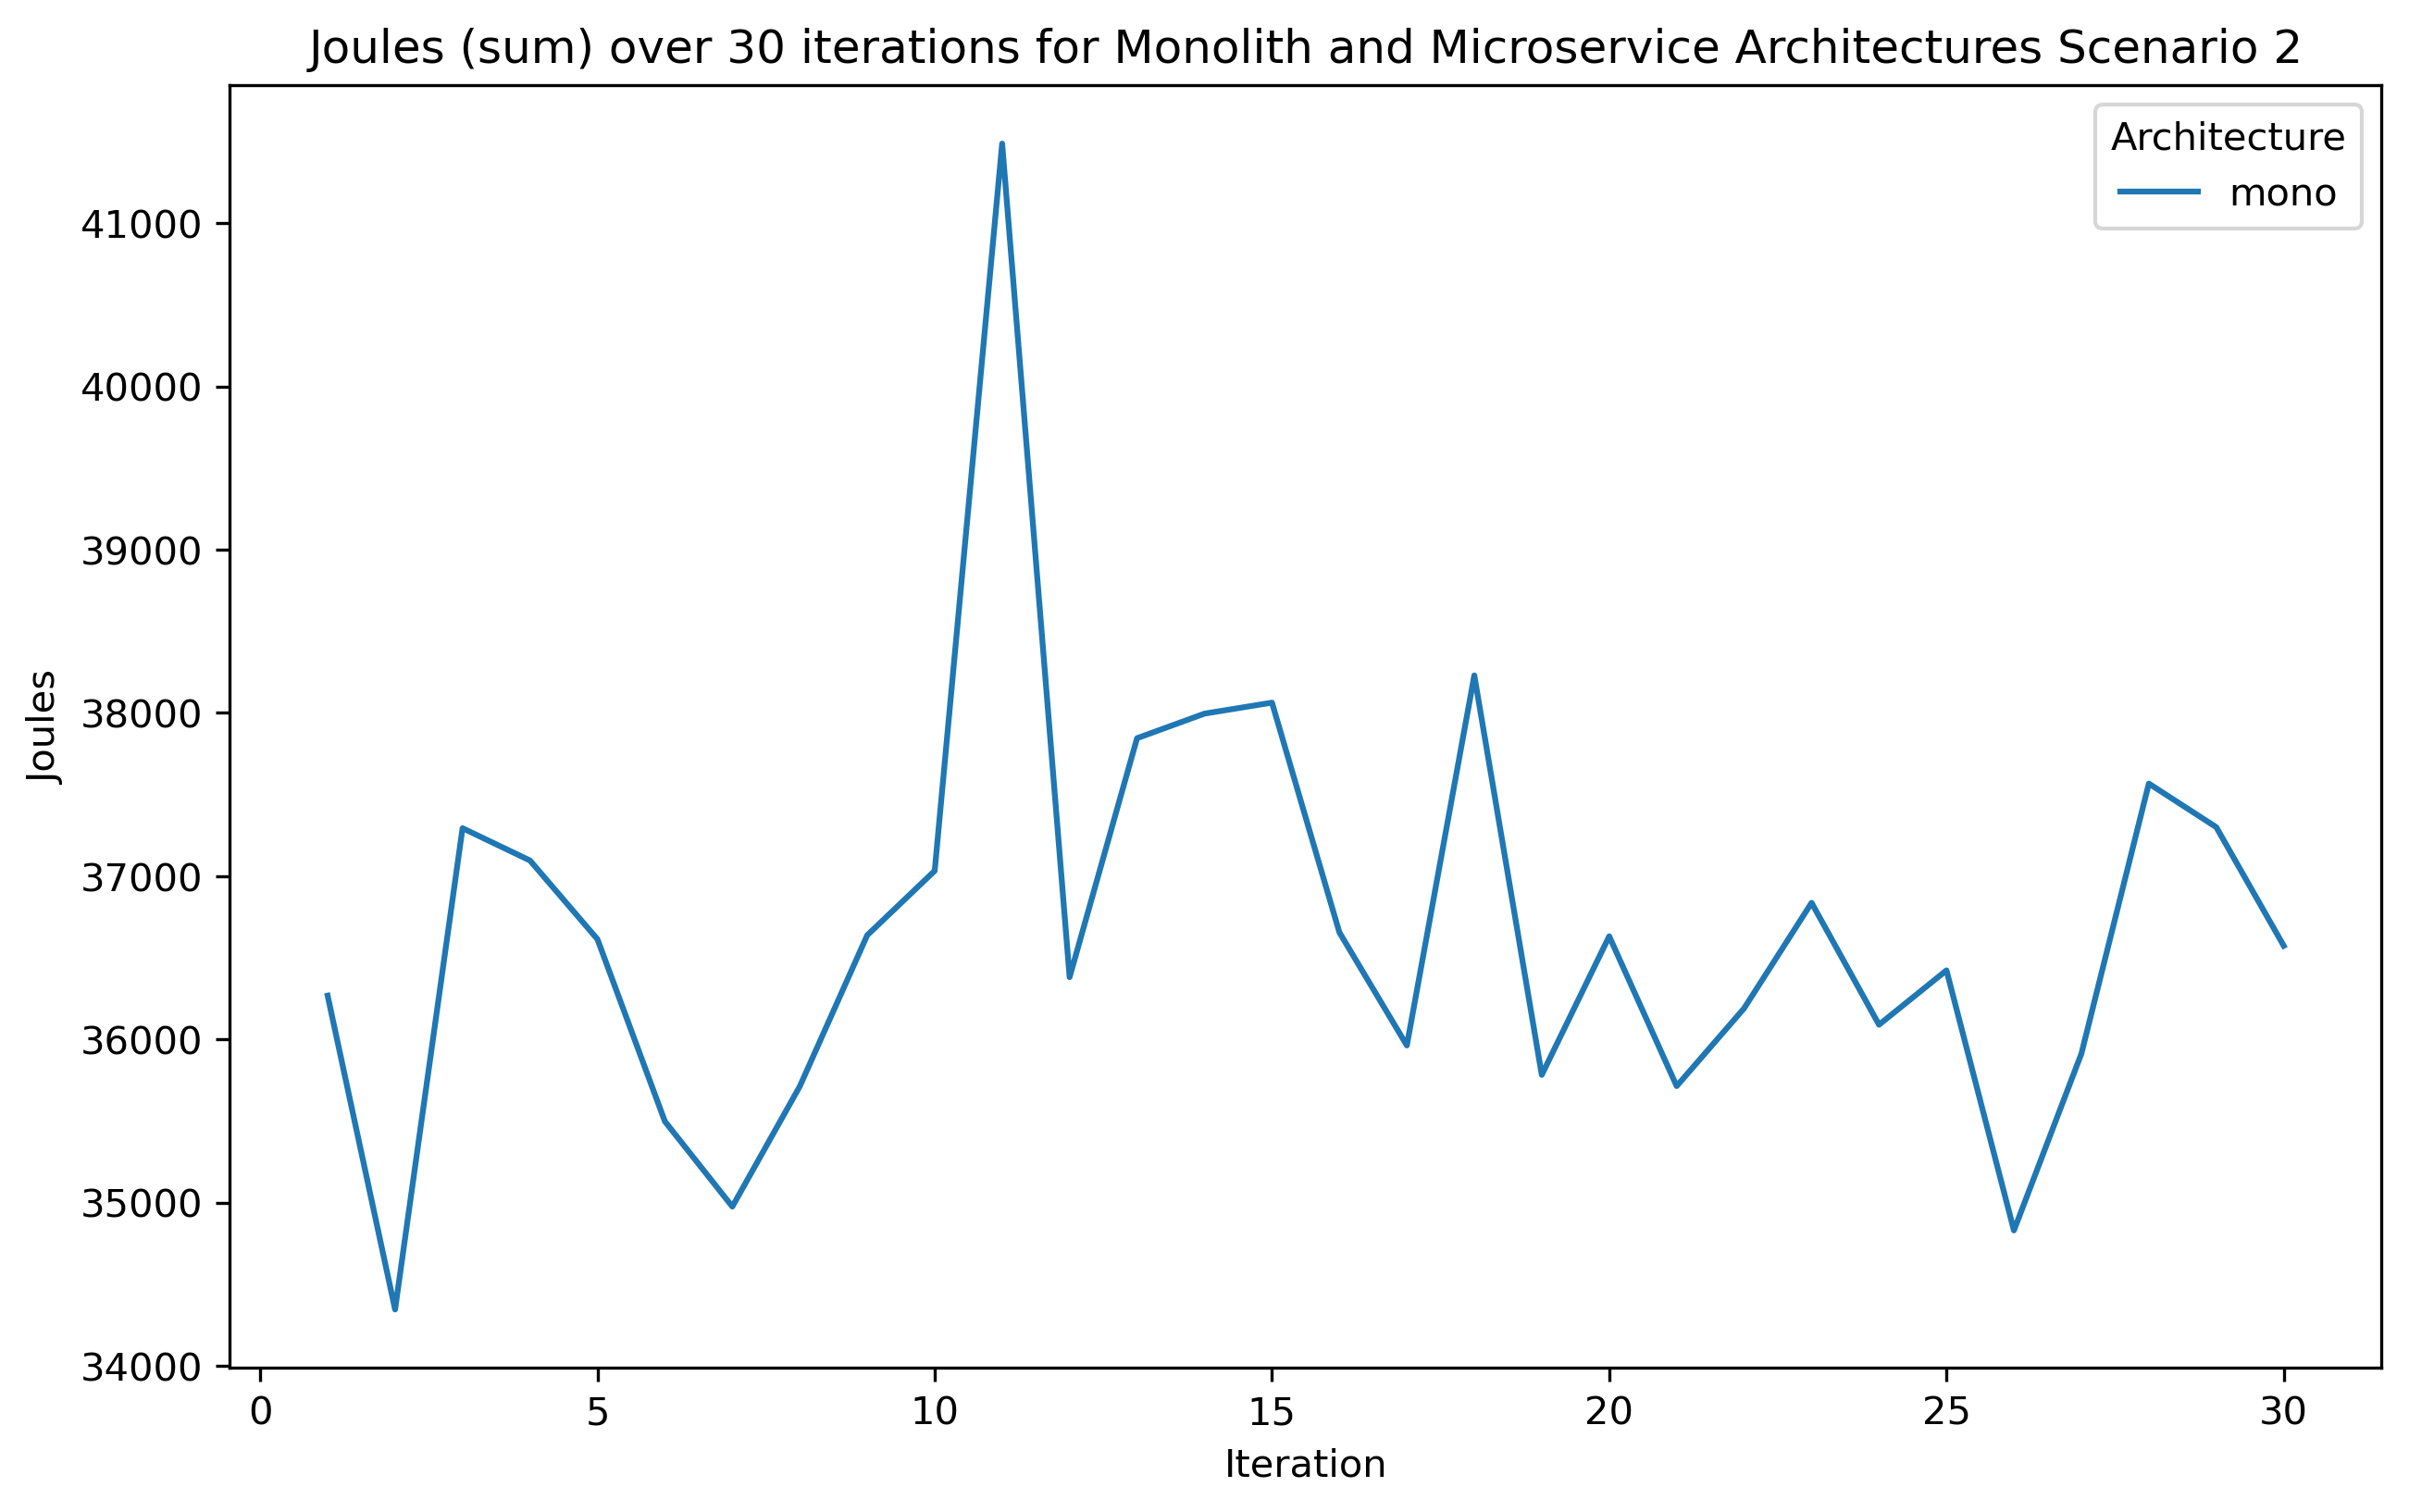 Joules (sum) over 30 iterations for Monolith and Microservice Architectures Scenario 2
Architecture
mono
41000
40000
39000
38000
37000
36000
35000
34000
Joules
0 5 10 15 20 25 30
Iteration